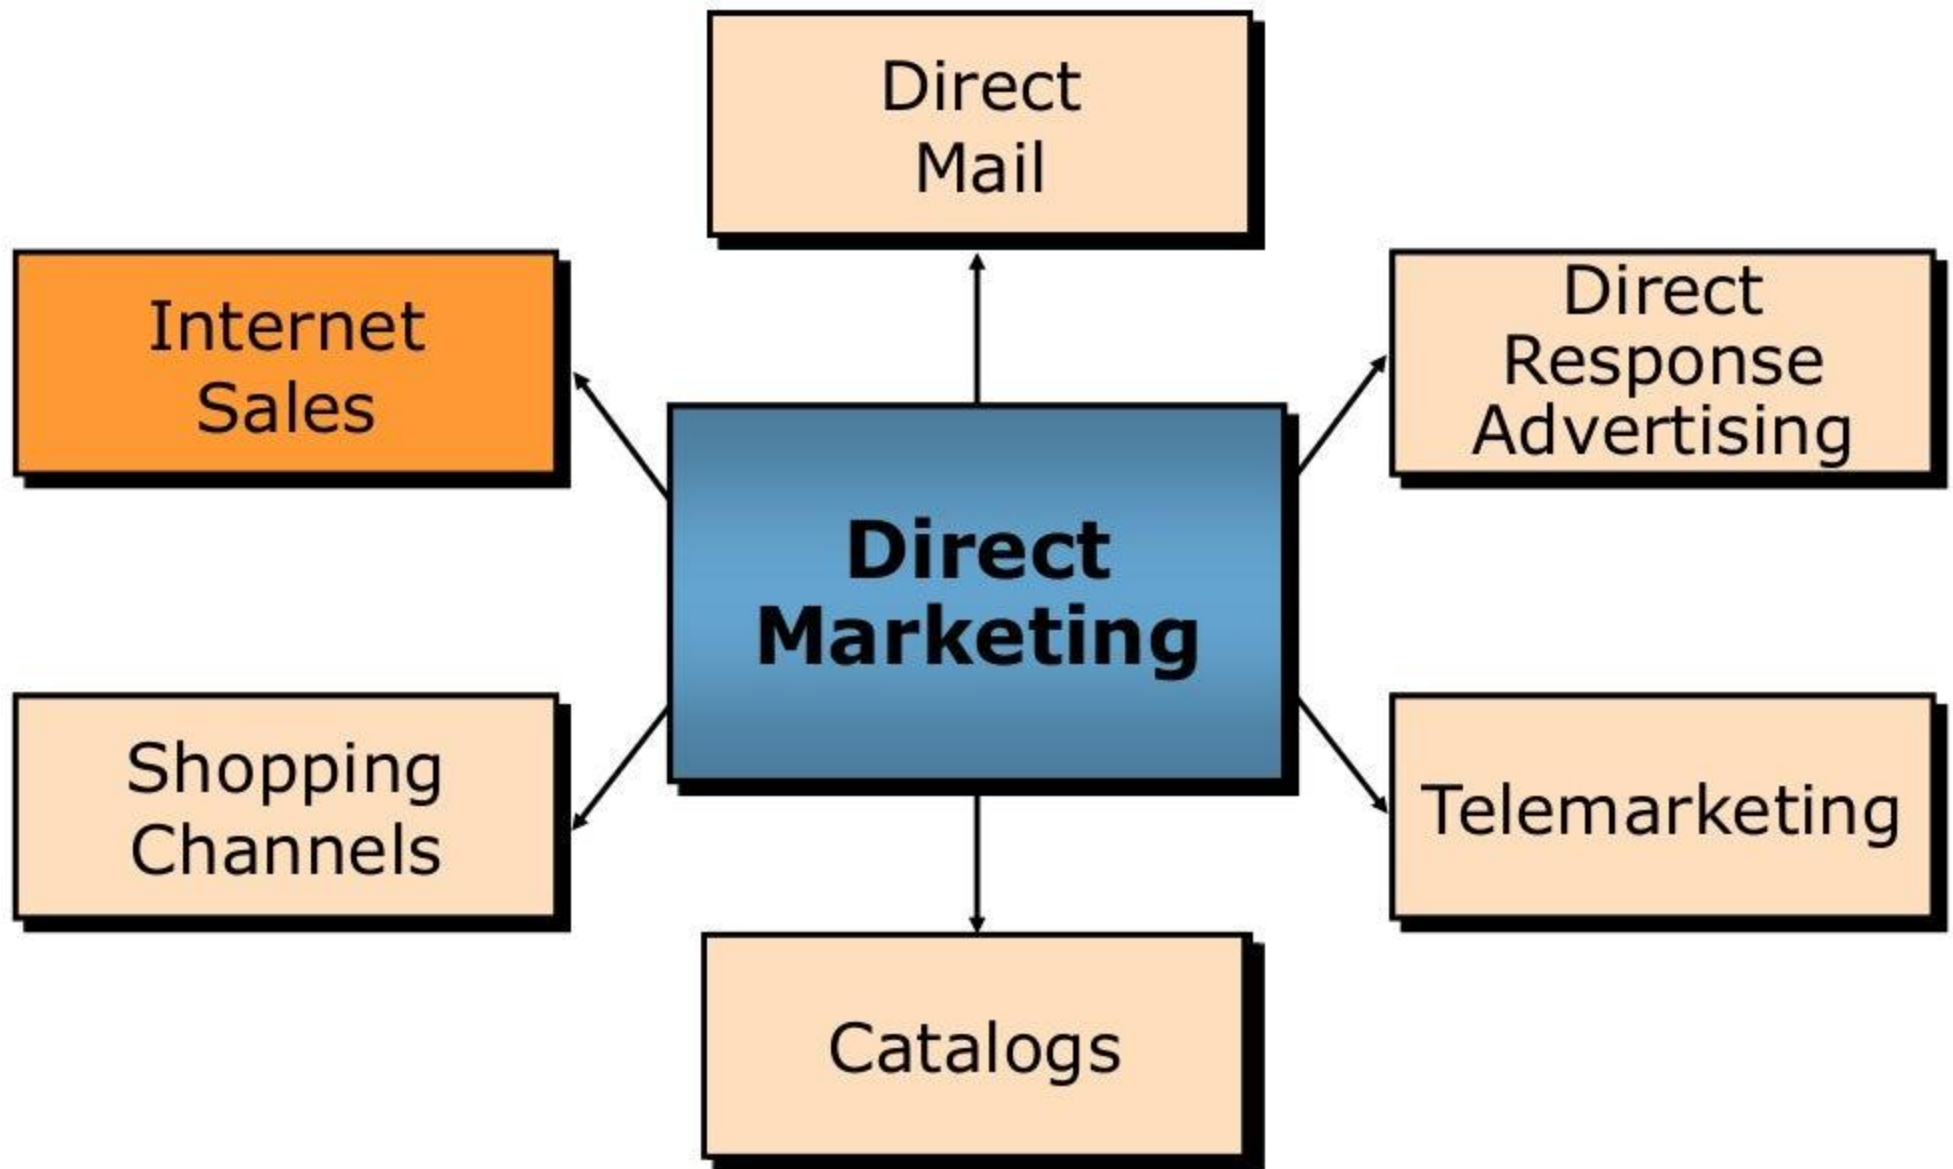 Direct
Mail
Internet
Sales
Direct
Response
Advertising
Direct
Marketing
Shopping
Channels
Telemarketing
Catalogs